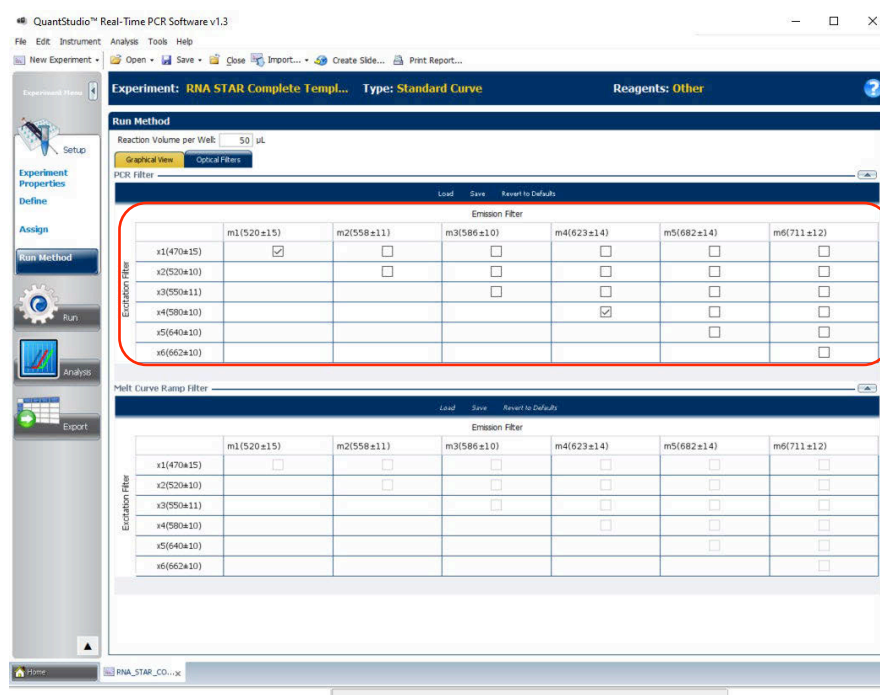 QuantStudio™ Real-Time PCR Software v1.3
File Edit Instrument Analysis Tools Help
New Experiment Open Save Close Import... Create Slide... Print Report...
Experiment Menu
Experiment: RNA STAR Complete Templ... Type: Standard Curve Reagents: Other
Run Method
Reaction Volume per Well: 50 µL
Setup
Graphical View Optical Filters
Experiment Properties
PCR Filter
Load Save Revert to Defaults
Define
Emission Filter
Assign
m1(520±15) m2(558±11) m3(586±10) m4(623±14) m5(682±14) m6(711±12)
Run Method
Excitation Filter
x1(470±15)
x2(520±10)
x3(550±11)
x4(580±10)
x5(640±10)
x6(662±10)
Run
Analysis
Export
Melt Curve Ramp Filter
Load Save Revert to Defaults
Emission Filter
m1(520±15) m2(558±11) m3(586±10) m4(623±14) m5(682±14) m6(711±12)
Excitation Filter
x1(470±15)
x2(520±10)
x3(550±11)
x4(580±10)
x5(640±10)
x6(662±10)
Home RNA_STAR_CO...x